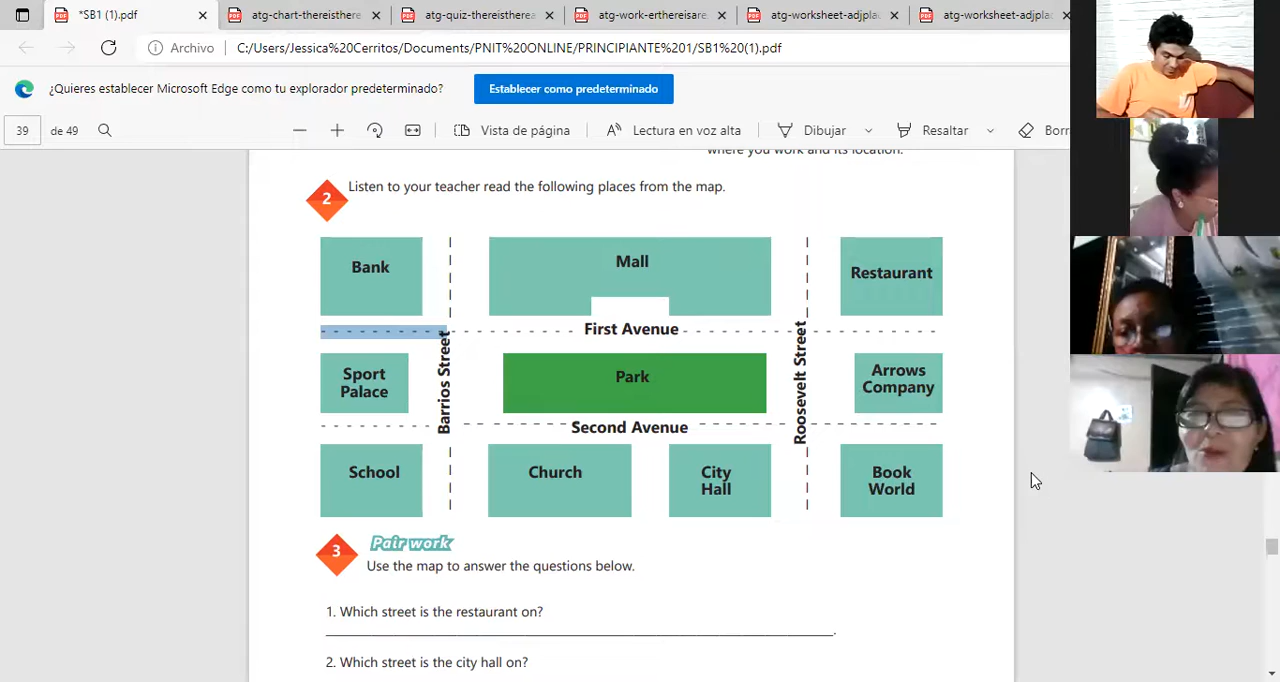 *SB1 (1).pdf
atg-chart-thereisthere
atg-quiz-therestherea
atg-work-erthereisare
atg-worksheet-adjplac
atg-worksheet-adjplac
Archivo
C:/Users/Jessica%20Cerritos/Documents/PNIT%20ONLINE/PRINCIPIANTE%201/SB1%20(1).pdf
¿Quieres establecer Microsoft Edge como tu explorador predeterminado?
Establecer como predeterminado
39
de 49
Vista de página
Lectura en voz alta
Dibujar
Resaltar
Borr
where you work and its location.
2
Listen to your teacher read the following places from the map.
Bank
Mall
Restaurant
First Avenue
Barrios Street
Roosevelt Street
Sport
Palace
Park
Arrows
Company
Second Avenue
School
Church
City
Hall
Book
World
3
Pair work
Use the map to answer the questions below.
1. Which street is the restaurant on?
2. Which street is the city hall on?